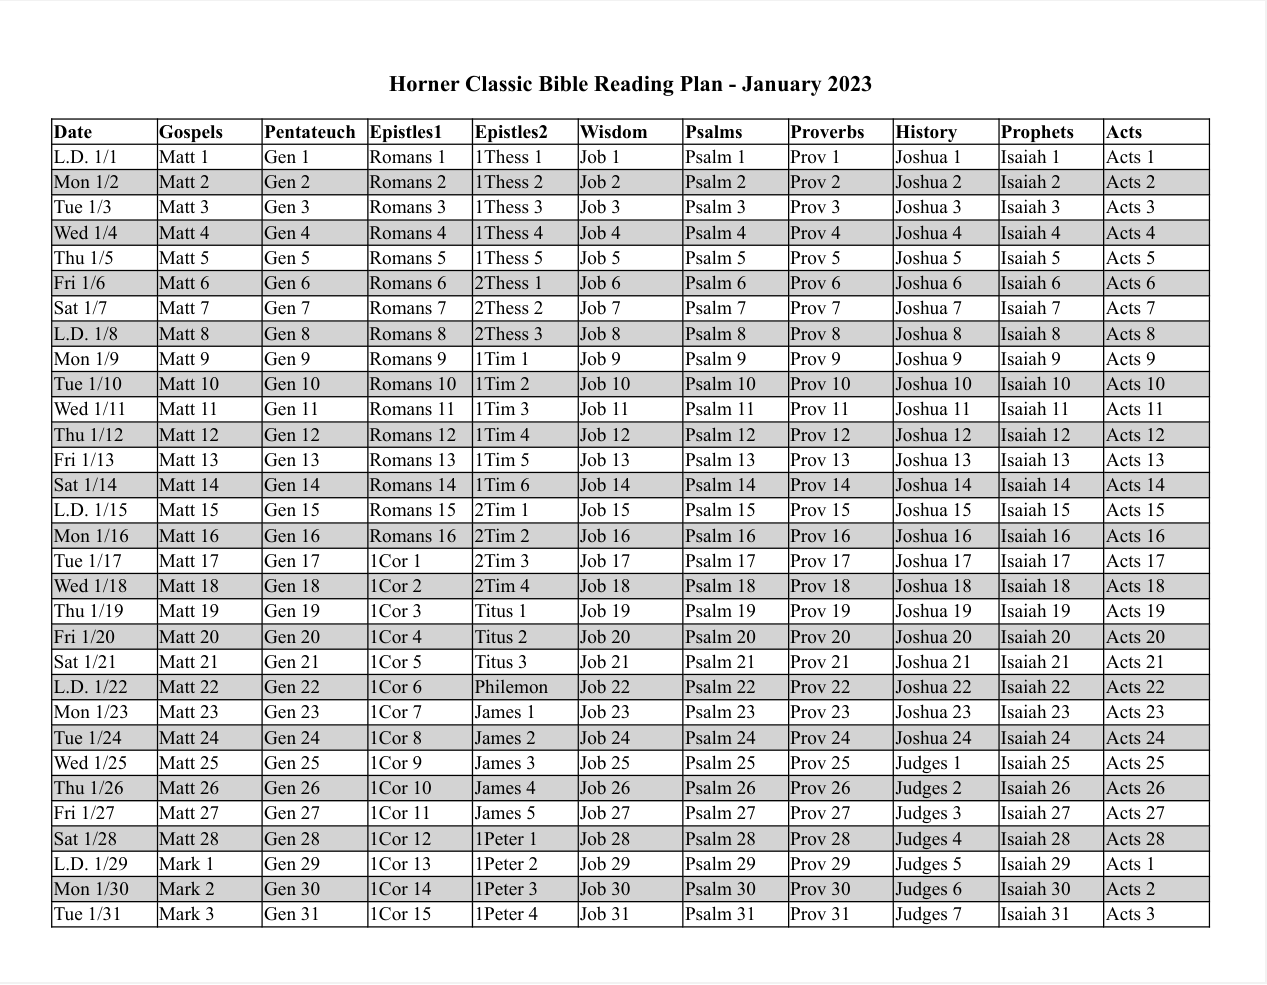 Horner Classic Bible Reading Plan - January 2023
Date Gospels Pentateuch Epistles1 Epistles2 Wisdom Psalms Proverbs History Prophets Acts
L.D. 1/1 Matt 1 Gen 1 Romans 1 1Thess 1 Job 1 Psalm 1 Prov 1 Joshua 1 Isaiah 1 Acts 1
Mon 1/2 Matt 2 Gen 2 Romans 2 1Thess 2 Job 2 Psalm 2 Prov 2 Joshua 2 Isaiah 2 Acts 2
Tue 1/3 Matt 3 Gen 3 Romans 3 1Thess 3 Job 3 Psalm 3 Prov 3 Joshua 3 Isaiah 3 Acts 3
Wed 1/4 Matt 4 Gen 4 Romans 4 1Thess 4 Job 4 Psalm 4 Prov 4 Joshua 4 Isaiah 4 Acts 4
Thu 1/5 Matt 5 Gen 5 Romans 5 1Thess 5 Job 5 Psalm 5 Prov 5 Joshua 5 Isaiah 5 Acts 5
Fri 1/6 Matt 6 Gen 6 Romans 6 2Thess 1 Job 6 Psalm 6 Prov 6 Joshua 6 Isaiah 6 Acts 6
Sat 1/7 Matt 7 Gen 7 Romans 7 2Thess 2 Job 7 Psalm 7 Prov 7 Joshua 7 Isaiah 7 Acts 7
L.D. 1/8 Matt 8 Gen 8 Romans 8 2Thess 3 Job 8 Psalm 8 Prov 8 Joshua 8 Isaiah 8 Acts 8
Mon 1/9 Matt 9 Gen 9 Romans 9 1Tim 1 Job 9 Psalm 9 Prov 9 Joshua 9 Isaiah 9 Acts 9
Tue 1/10 Matt 10 Gen 10 Romans 10 1Tim 2 Job 10 Psalm 10 Prov 10 Joshua 10 Isaiah 10 Acts 10
Wed 1/11 Matt 11 Gen 11 Romans 11 1Tim 3 Job 11 Psalm 11 Prov 11 Joshua 11 Isaiah 11 Acts 11
Thu 1/12 Matt 12 Gen 12 Romans 12 1Tim 4 Job 12 Psalm 12 Prov 12 Joshua 12 Isaiah 12 Acts 12
Fri 1/13 Matt 13 Gen 13 Romans 13 1Tim 5 Job 13 Psalm 13 Prov 13 Joshua 13 Isaiah 13 Acts 13
Sat 1/14 Matt 14 Gen 14 Romans 14 1Tim 6 Job 14 Psalm 14 Prov 14 Joshua 14 Isaiah 14 Acts 14
L.D. 1/15 Matt 15 Gen 15 Romans 15 2Tim 1 Job 15 Psalm 15 Prov 15 Joshua 15 Isaiah 15 Acts 15
Mon 1/16 Matt 16 Gen 16 Romans 16 2Tim 2 Job 16 Psalm 16 Prov 16 Joshua 16 Isaiah 16 Acts 16
Tue 1/17 Matt 17 Gen 17 1Cor 1 2Tim 3 Job 17 Psalm 17 Prov 17 Joshua 17 Isaiah 17 Acts 17
Wed 1/18 Matt 18 Gen 18 1Cor 2 2Tim 4 Job 18 Psalm 18 Prov 18 Joshua 18 Isaiah 18 Acts 18
Thu 1/19 Matt 19 Gen 19 1Cor 3 Titus 1 Job 19 Psalm 19 Prov 19 Joshua 19 Isaiah 19 Acts 19
Fri 1/20 Matt 20 Gen 20 1Cor 4 Titus 2 Job 20 Psalm 20 Prov 20 Joshua 20 Isaiah 20 Acts 20
Sat 1/21 Matt 21 Gen 21 1Cor 5 Titus 3 Job 21 Psalm 21 Prov 21 Joshua 21 Isaiah 21 Acts 21
L.D. 1/22 Matt 22 Gen 22 1Cor 6 Philemon Job 22 Psalm 22 Prov 22 Joshua 22 Isaiah 22 Acts 22
Mon 1/23 Matt 23 Gen 23 1Cor 7 James 1 Job 23 Psalm 23 Prov 23 Joshua 23 Isaiah 23 Acts 23
Tue 1/24 Matt 24 Gen 24 1Cor 8 James 2 Job 24 Psalm 24 Prov 24 Joshua 24 Isaiah 24 Acts 24
Wed 1/25 Matt 25 Gen 25 1Cor 9 James 3 Job 25 Psalm 25 Prov 25 Judges 1 Isaiah 25 Acts 25
Thu 1/26 Matt 26 Gen 26 1Cor 10 James 4 Job 26 Psalm 26 Prov 26 Judges 2 Isaiah 26 Acts 26
Fri 1/27 Matt 27 Gen 27 1Cor 11 James 5 Job 27 Psalm 27 Prov 27 Judges 3 Isaiah 27 Acts 27
Sat 1/28 Matt 28 Gen 28 1Cor 12 1Peter 1 Job 28 Psalm 28 Prov 28 Judges 4 Isaiah 28 Acts 28
L.D. 1/29 Mark 1 Gen 29 1Cor 13 1Peter 2 Job 29 Psalm 29 Prov 29 Judges 5 Isaiah 29 Acts 1
Mon 1/30 Mark 2 Gen 30 1Cor 14 1Peter 3 Job 30 Psalm 30 Prov 30 Judges 6 Isaiah 30 Acts 2
Tue 1/31 Mark 3 Gen 31 1Cor 15 1Peter 4 Job 31 Psalm 31 Prov 31 Judges 7 Isaiah 31 Acts 3